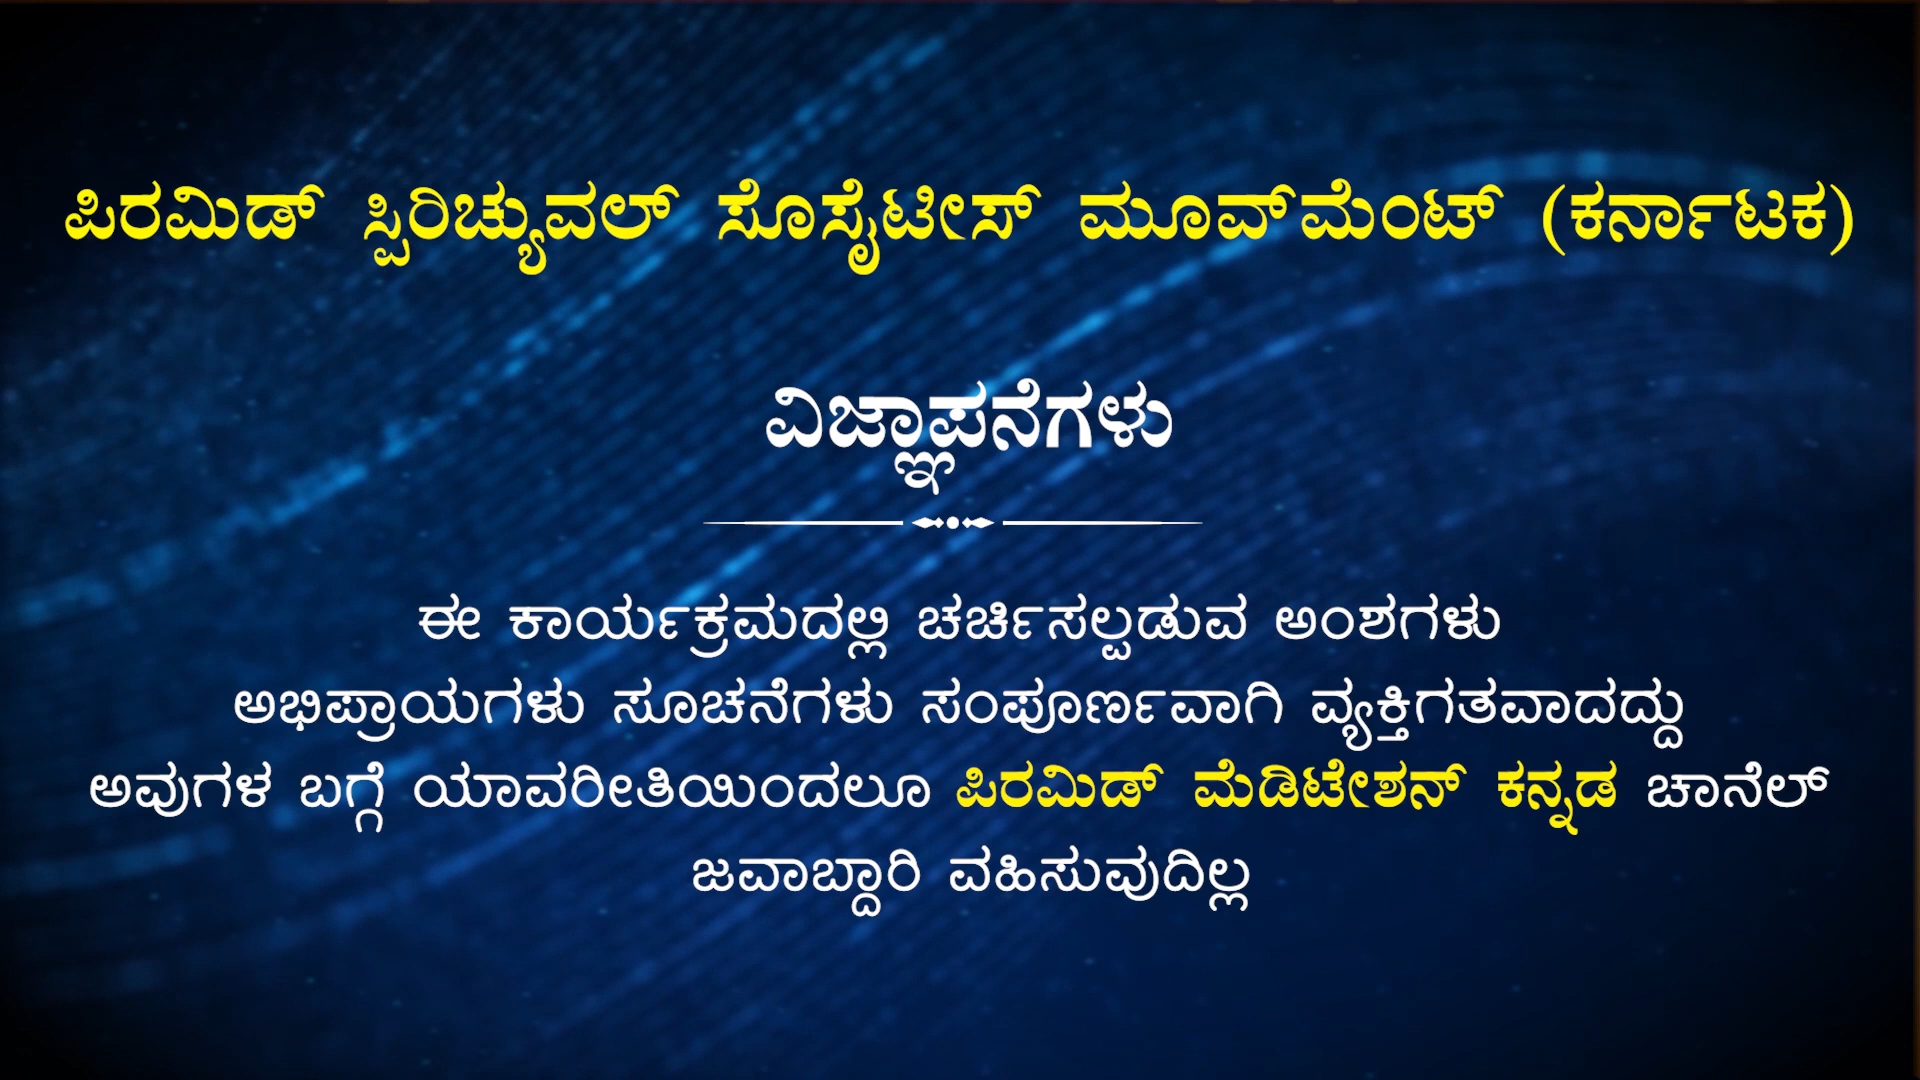 ಪಿರಮಿಡ್ ಸ್ಪಿರಿಚ್ಯುವಲ್ ಸೊಸೈಟೀಸ್ ಮೂವ್‌ಮೆಂಟ್ (ಕರ್ನಾಟಕ)
ವಿಜ್ಞಾಪನೆಗಳು
ಈ ಕಾರ್ಯಕ್ರಮದಲ್ಲಿ ಚರ್ಚಿಸಲ್ಪಡುವ ಅಂಶಗಳು
ಅಭಿಪ್ರಾಯಗಳು ಸೂಚನೆಗಳು ಸಂಪೂರ್ಣವಾಗಿ ವ್ಯಕ್ತಿಗತವಾದದ್ದು
ಅವುಗಳ ಬಗ್ಗೆ ಯಾವರೀತಿಯಿಂದಲೂ ಪಿರಮಿಡ್ ಮೆಡಿಟೇಶನ್ ಕನ್ನಡ ಚಾನೆಲ್
ಜವಾಬ್ದಾರಿ ವಹಿಸುವುದಿಲ್ಲ